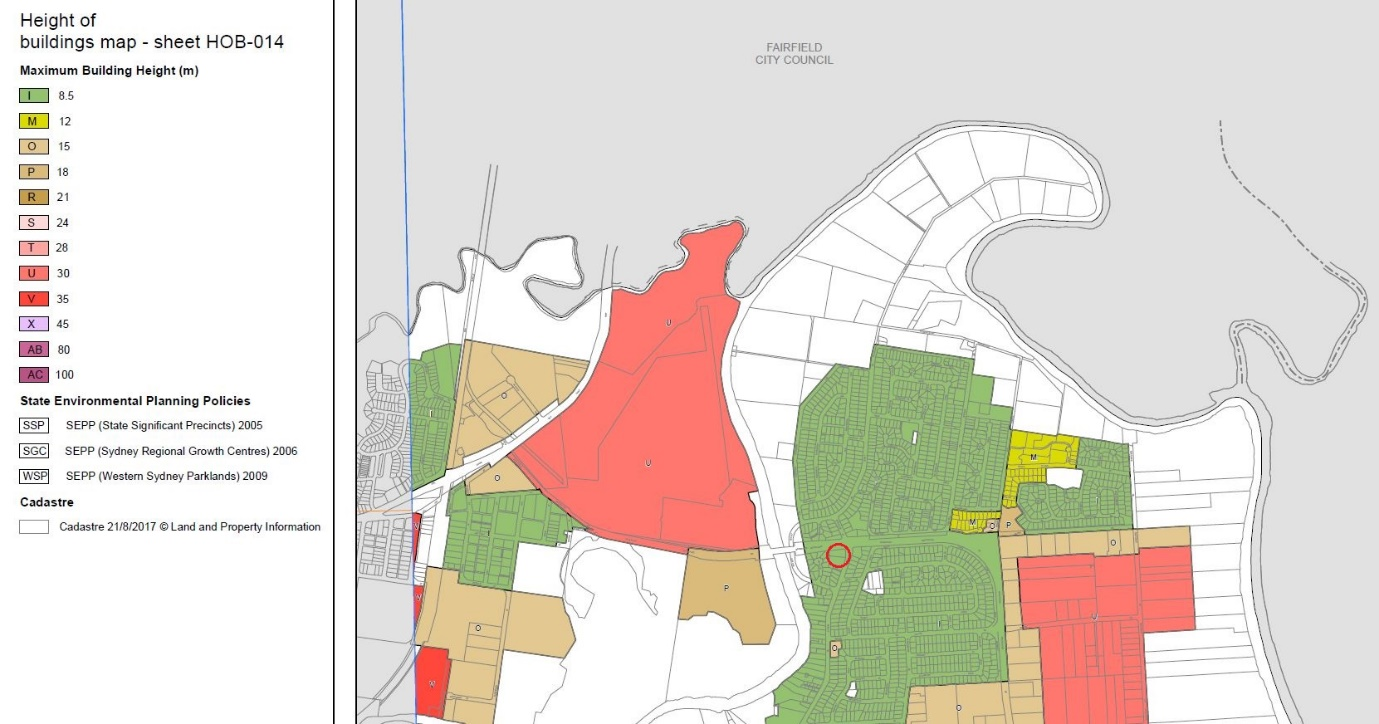 Height of
buildings map - sheet HOB-014
Maximum Building Height (m)
I 8.5
M 12
O 15
P 18
R 21
S 24
T 28
U 30
V 35
X 45
AB 80
AC 100
State Environmental Planning Policies
SSP SEPP (State Significant Precincts) 2005
SGC SEPP (Sydney Regional Growth Centres) 2006
WSP SEPP (Western Sydney Parklands) 2009
Cadastre
Cadastre 21/8/2017 © Land and Property Information
FAIRFIELD
CITY COUNCIL
U
O
I
M
U
O
I
M
O
P
I
O
V
P
V
O
I
U
O
V
O